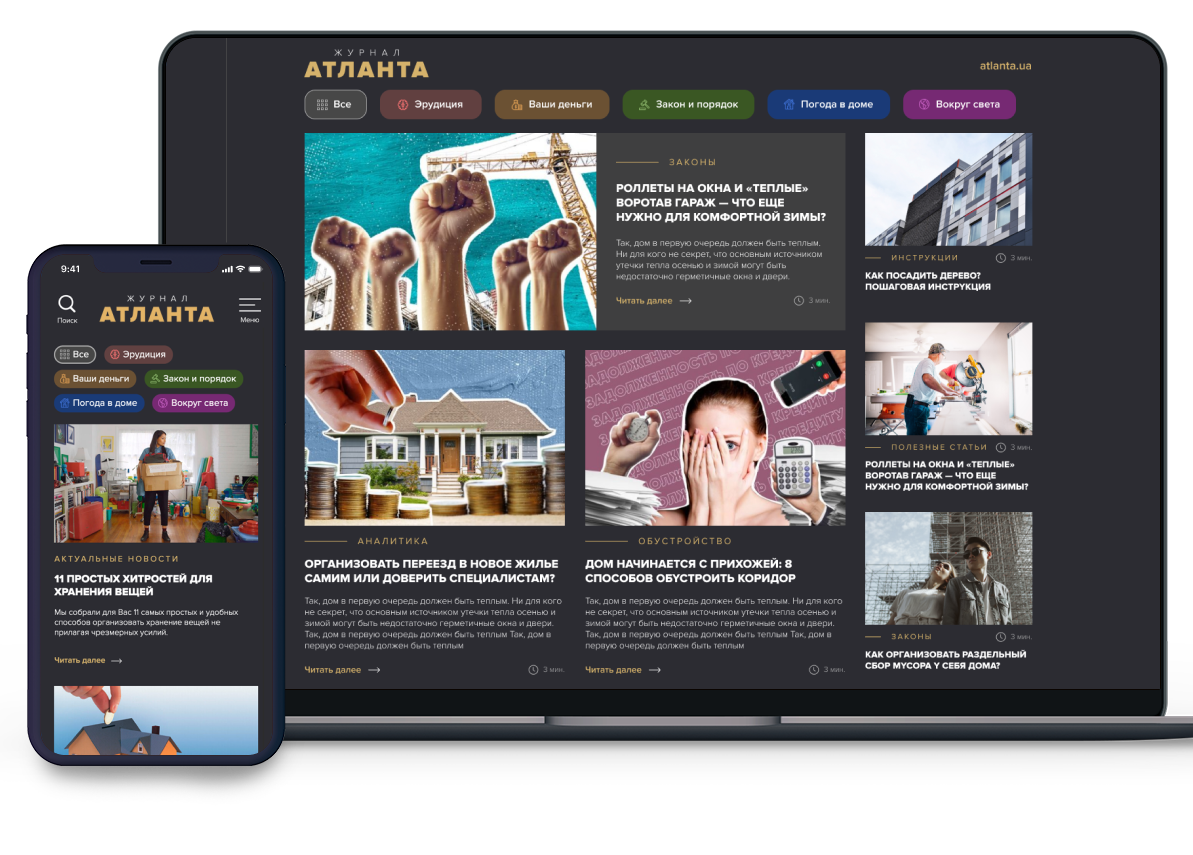 ЖУРНАЛ
АТЛАНТА
atlanta.ua
Все
Эрудиция
Ваши деньги
Закон и порядок
Погода в доме
Вокруг света
ЗАКОНЫ
РОЛЛЕТЫ НА ОКНА И «ТЕПЛЫЕ»
ВОРОТАВ ГАРАЖ — ЧТО ЕЩЕ
НУЖНО ДЛЯ КОМФОРТНОЙ ЗИМЫ?
Так, дом в первую очередь должен быть теплым.
Ни для кого не секрет, что основным источником
утечки тепла осенью и зимой могут быть
недостаточно герметичные окна и двери.
Читать далее
3 мин.
ИНСТРУКЦИИ
3 мин.
КАК ПОСАДИТЬ ДЕРЕВО?
ПОШАГОВАЯ ИНСТРУКЦИЯ
ЗАДОЛЖЕННОСТЬ ПО КРЕДИТУ
АНАЛИТИКА
ОРГАНИЗОВАТЬ ПЕРЕЕЗД В НОВОЕ ЖИЛЬЕ
САМИМ ИЛИ ДОВЕРИТЬ СПЕЦИАЛИСТАМ?
Так, дом в первую очередь должен быть теплым. Ни для кого
не секрет, что основным источником утечки тепла осенью и
зимой могут быть недостаточно герметичные окна и двери.
Так, дом в первую очередь должен быть теплым Так, дом в
первую очередь должен быть теплым
Читать далее
3 мин.
ОБУСТРОЙСТВО
ДОМ НАЧИНАЕТСЯ С ПРИХОЖЕЙ: 8
СПОСОБОВ ОБУСТРОИТЬ КОРИДОР
Так, дом в первую очередь должен быть теплым. Ни для кого
не секрет, что основным источником утечки тепла осенью и
зимой могут быть недостаточно герметичные окна и двери.
Так, дом в первую очередь должен быть теплым Так, дом в
первую очередь должен быть теплым
Читать далее
3 мин.
ПОЛЕЗНЫЕ СТАТЬИ
3 мин.
РОЛЛЕТЫ НА ОКНА И «ТЕПЛЫЕ»
ВОРОТАВ ГАРАЖ — ЧТО ЕЩЕ
НУЖНО ДЛЯ КОМФОРТНОЙ ЗИМЫ?
ЗАКОНЫ
3 мин.
КАК ОРГАНИЗОВАТЬ РАЗДЕЛЬНЫЙ
СБОР МУСОРА У СЕБЯ ДОМА?
9:41
Поиск
ЖУРНАЛ
АТЛАНТА
Меню
Все
Эрудиция
Ваши деньги
Закон и порядок
Погода в доме
Вокруг света
АКТУАЛЬНЫЕ НОВОСТИ
11 ПРОСТЫХ ХИТРОСТЕЙ ДЛЯ
ХРАНЕНИЯ ВЕЩЕЙ
Мы собрали для Вас 11 самых простых и удобных
способов организовать хранение вещей не
прилагая чрезмерных усилий.
Читать далее